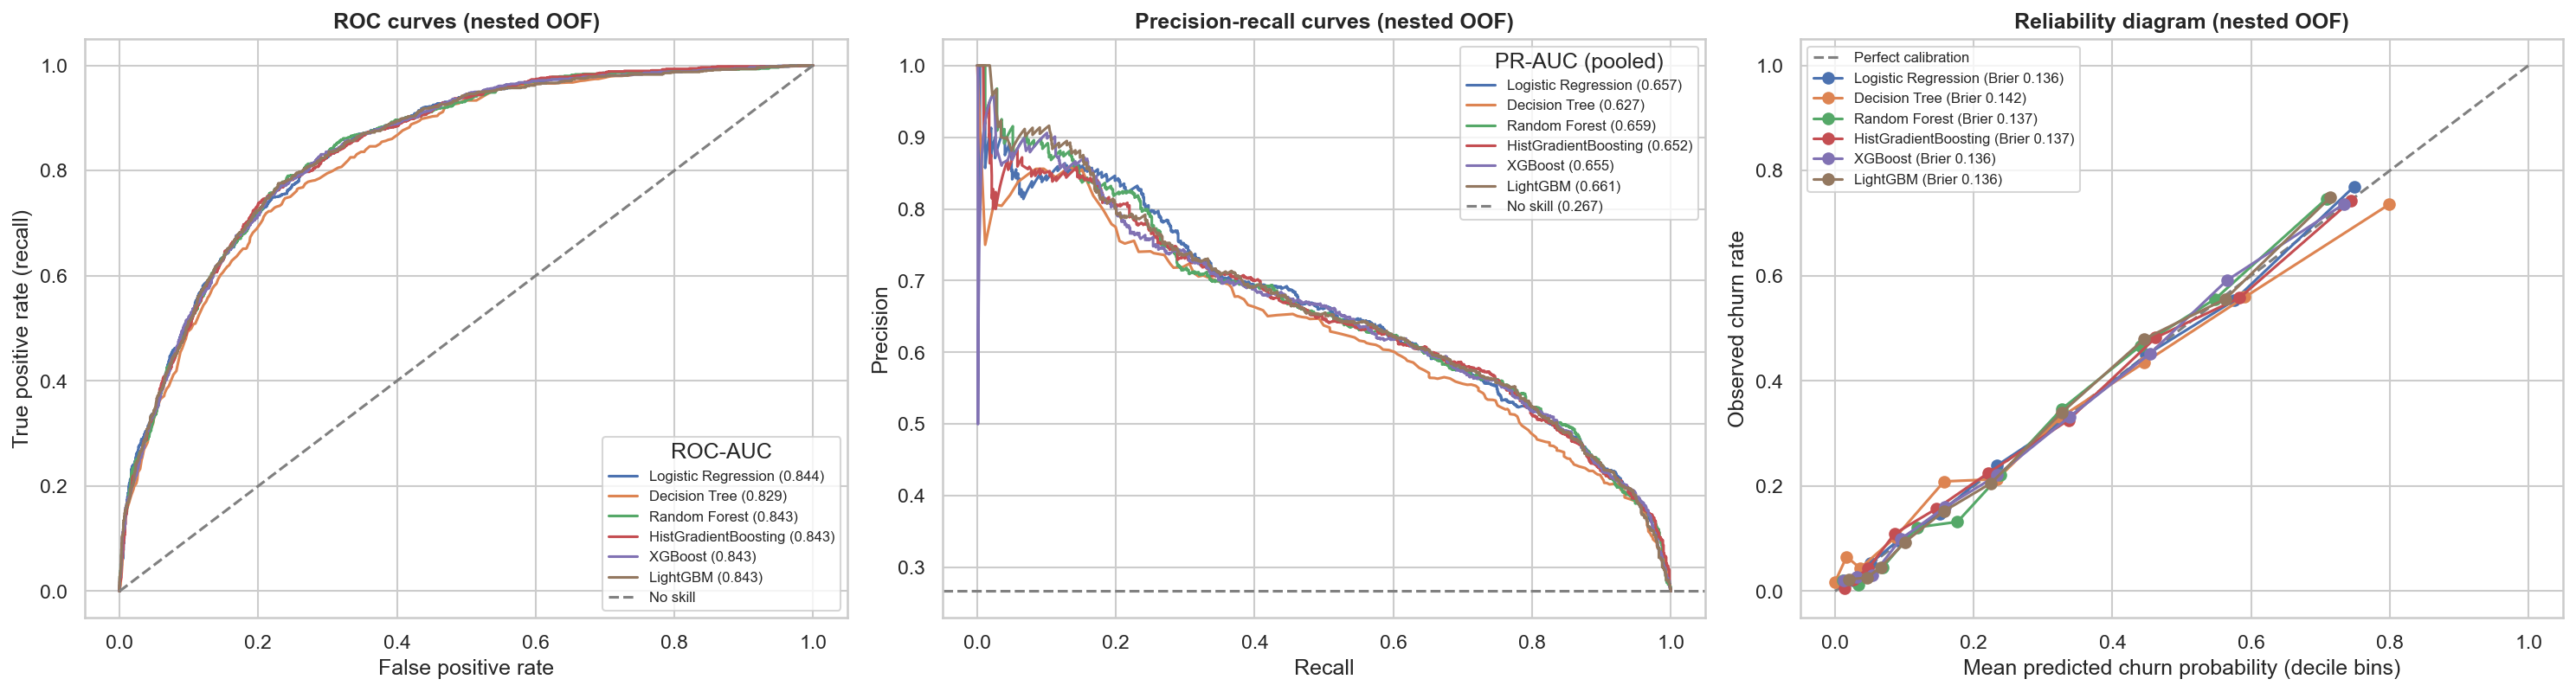 ROC curves (nested OOF)
True positive rate (recall)
1.0
0.8
0.6
0.4
0.2
0.0
0.0 0.2 0.4 0.6 0.8 1.0
False positive rate
ROC-AUC
Logistic Regression (0.844)
Decision Tree (0.829)
Random Forest (0.843)
HistGradientBoosting (0.843)
XGBoost (0.843)
LightGBM (0.843)
No skill
Precision-recall curves (nested OOF)
Precision
1.0
0.9
0.8
0.7
0.6
0.5
0.4
0.3
0.0 0.2 0.4 0.6 0.8 1.0
Recall
PR-AUC (pooled)
Logistic Regression (0.657)
Decision Tree (0.627)
Random Forest (0.659)
HistGradientBoosting (0.652)
XGBoost (0.655)
LightGBM (0.661)
No skill (0.267)
Reliability diagram (nested OOF)
Observed churn rate
1.0
0.8
0.6
0.4
0.2
0.0
0.0 0.2 0.4 0.6 0.8 1.0
Mean predicted churn probability (decile bins)
Perfect calibration
Logistic Regression (Brier 0.136)
Decision Tree (Brier 0.142)
Random Forest (Brier 0.137)
HistGradientBoosting (Brier 0.137)
XGBoost (Brier 0.136)
LightGBM (Brier 0.136)